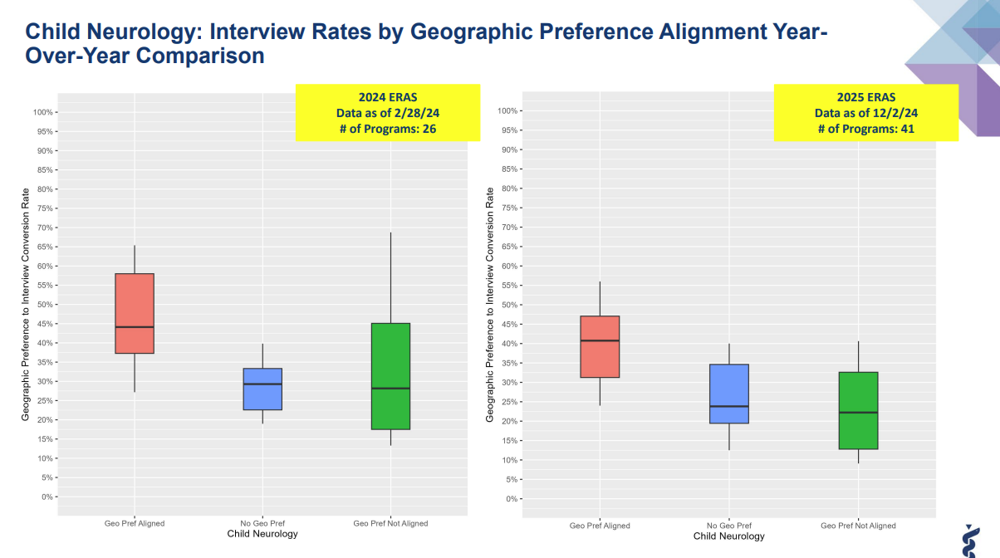 Child Neurology: Interview Rates by Geographic Preference Alignment Year-
Over-Year Comparison
2024 ERAS
Data as of 2/28/24
# of Programs: 26
Geographic Preference to Interview Conversion Rate
100%
95%
90%
85%
80%
75%
70%
65%
60%
55%
50%
45%
40%
35%
30%
25%
20%
15%
10%
5%
0%
Geo Pref Aligned
No Geo Pref
Geo Pref Not Aligned
Child Neurology
2025 ERAS
Data as of 12/2/24
# of Programs: 41
Geographic Preference to Interview Conversion Rate
100%
95%
90%
85%
80%
75%
70%
65%
60%
55%
50%
45%
40%
35%
30%
25%
20%
15%
10%
5%
0%
Geo Pref Aligned
No Geo Pref
Geo Pref Not Aligned
Child Neurology